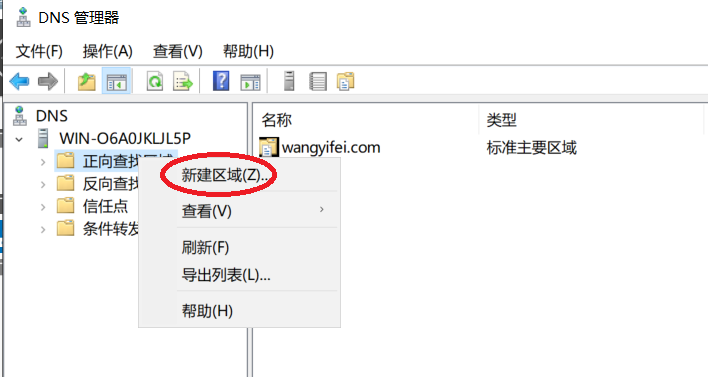 DNS 管理器
文件(F) 操作(A) 查看(V) 帮助(H)
DNS
WIN-O6A0JKLJL5P
正向查找区域
反向查找
信任点
条件转发
名称 类型
wangyifei.com 标准主要区域
新建区域(Z)...
查看(V)
刷新(F)
导出列表(L)...
帮助(H)